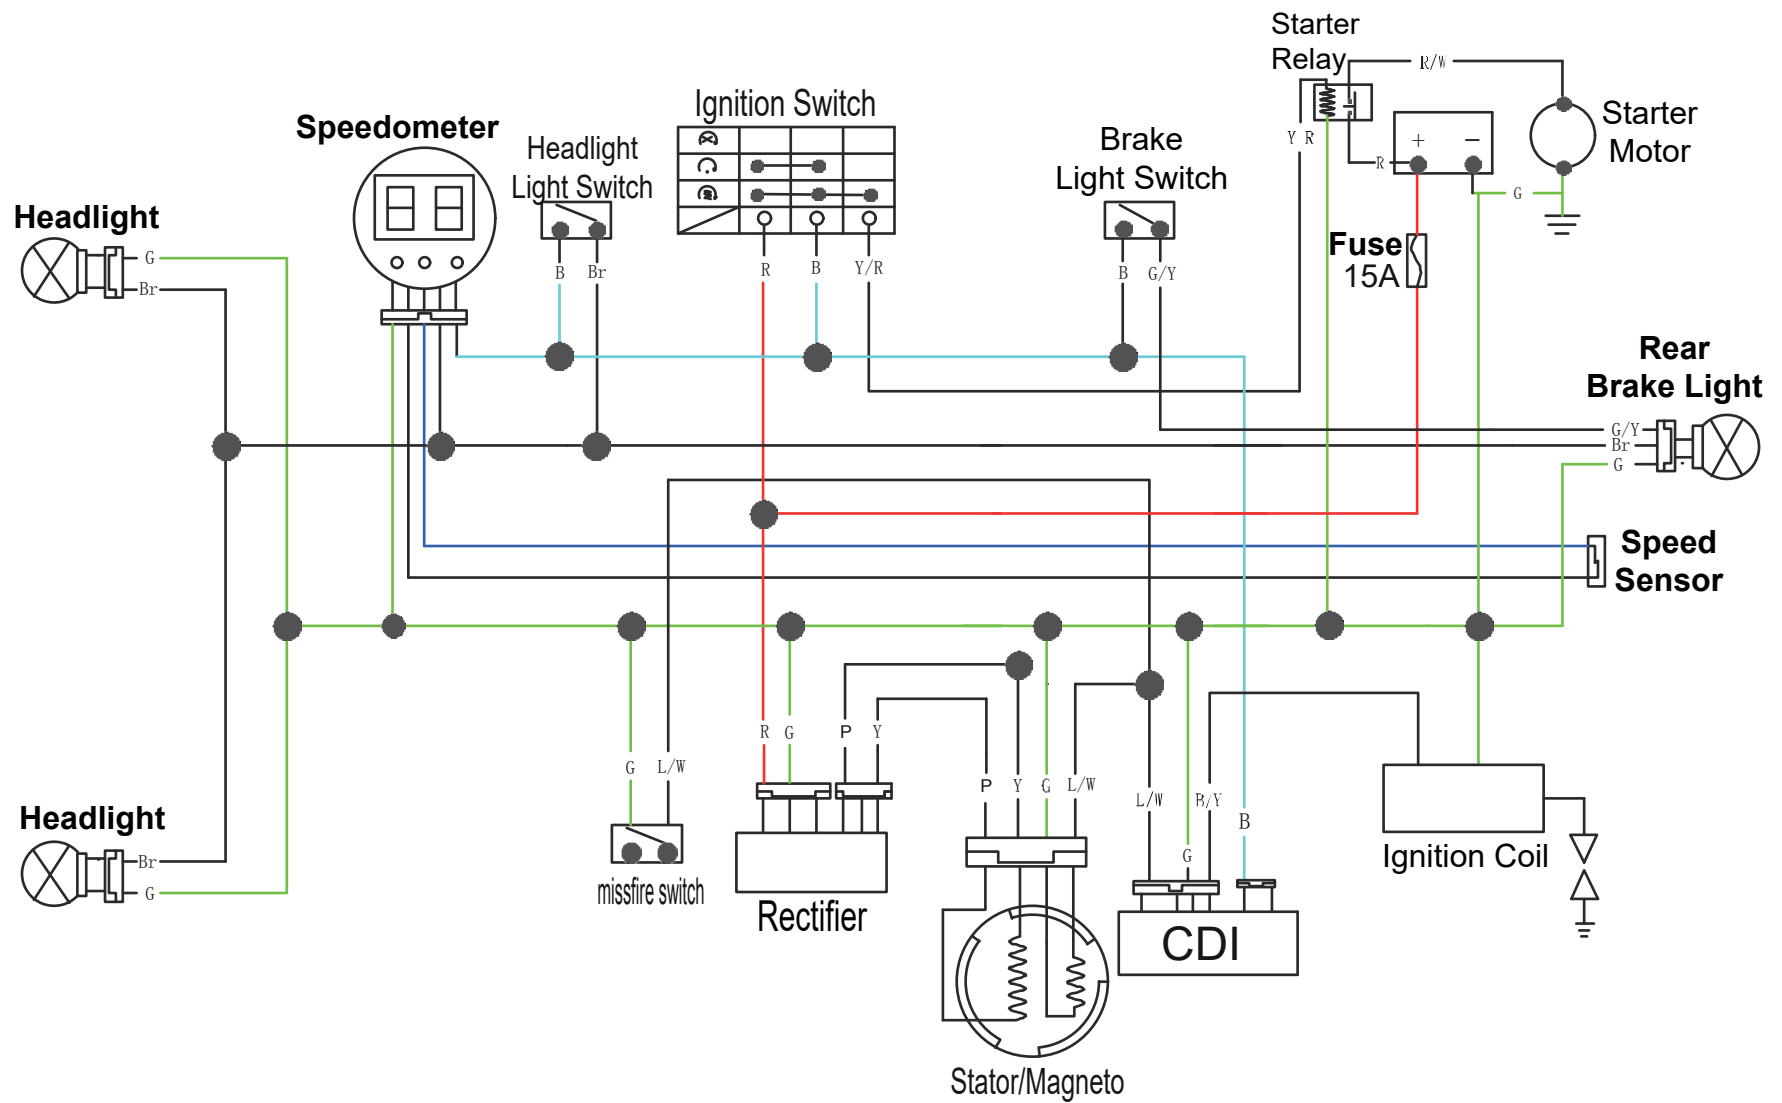 Starter
Relay
R/W
Ignition Switch
Speedometer
Headlight
Light Switch
Brake
Light Switch
Y R
+ −
Starter
Motor
R
G
Headlight
G
Br
B Br
R B Y/R
B G/Y
Fuse
15A
Rear
Brake Light
G/Y
Br
G
Speed
Sensor
R G P Y
G L/W
P Y G L/W
L/W B/Y
B
G
Headlight
Br
G
missfire switch
Rectifier
CDI
Ignition Coil
Stator/Magneto